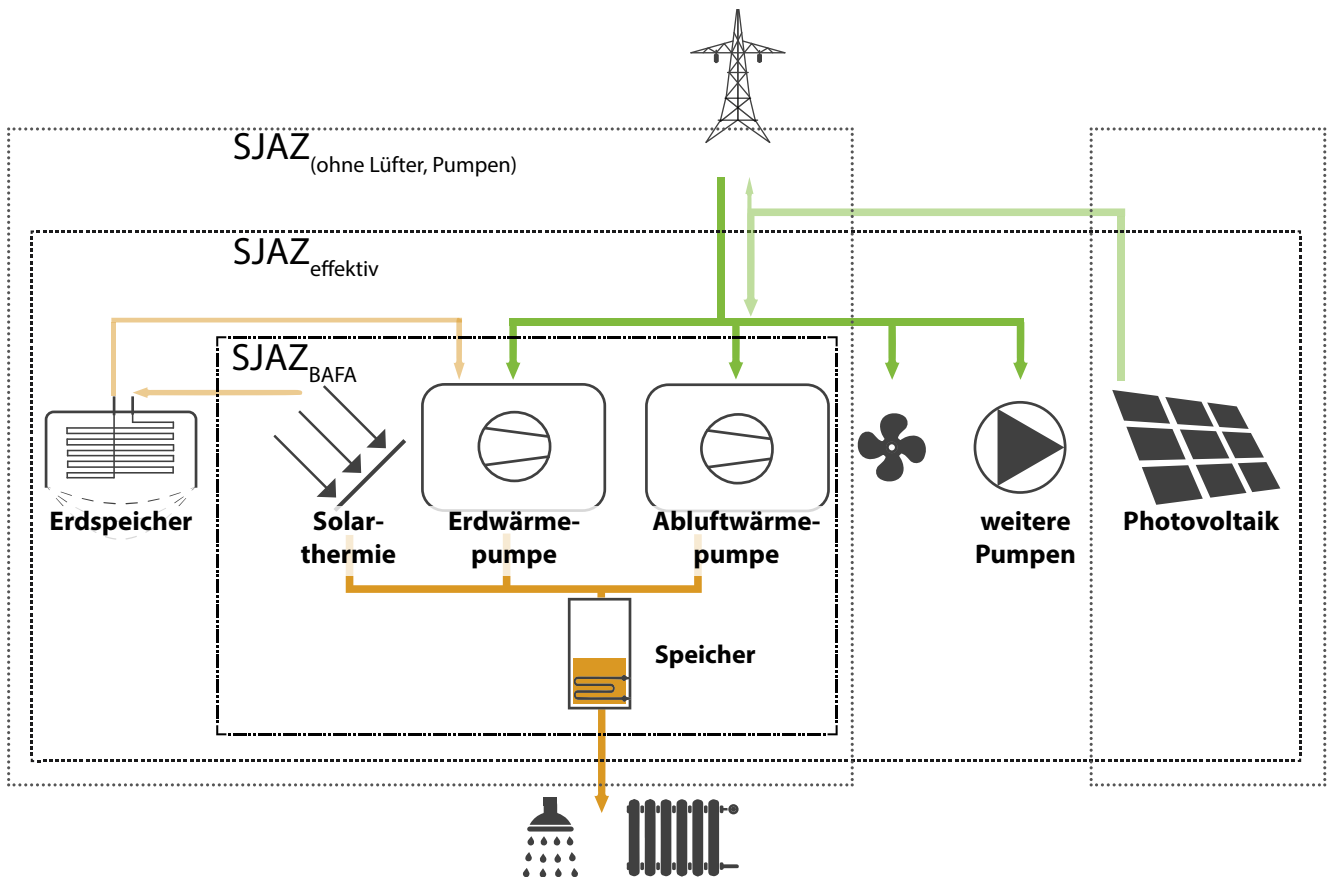 SJAZ(ohne Lüfter, Pumpen)
SJAZeffektiv
SJAZBAFA
Erdspeicher
Solar-
thermie
Erdwärme-
pumpe
Abluftwärme-
pumpe
weitere
Pumpen
Photovoltaik
Speicher